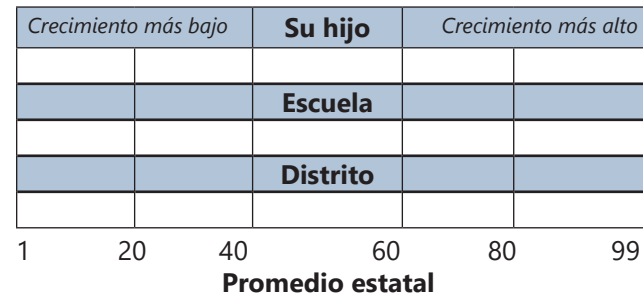 Crecimiento más bajo Su hijo Crecimiento más alto
Escuela
Distrito
1 20 40 60 80 99
Promedio estatal